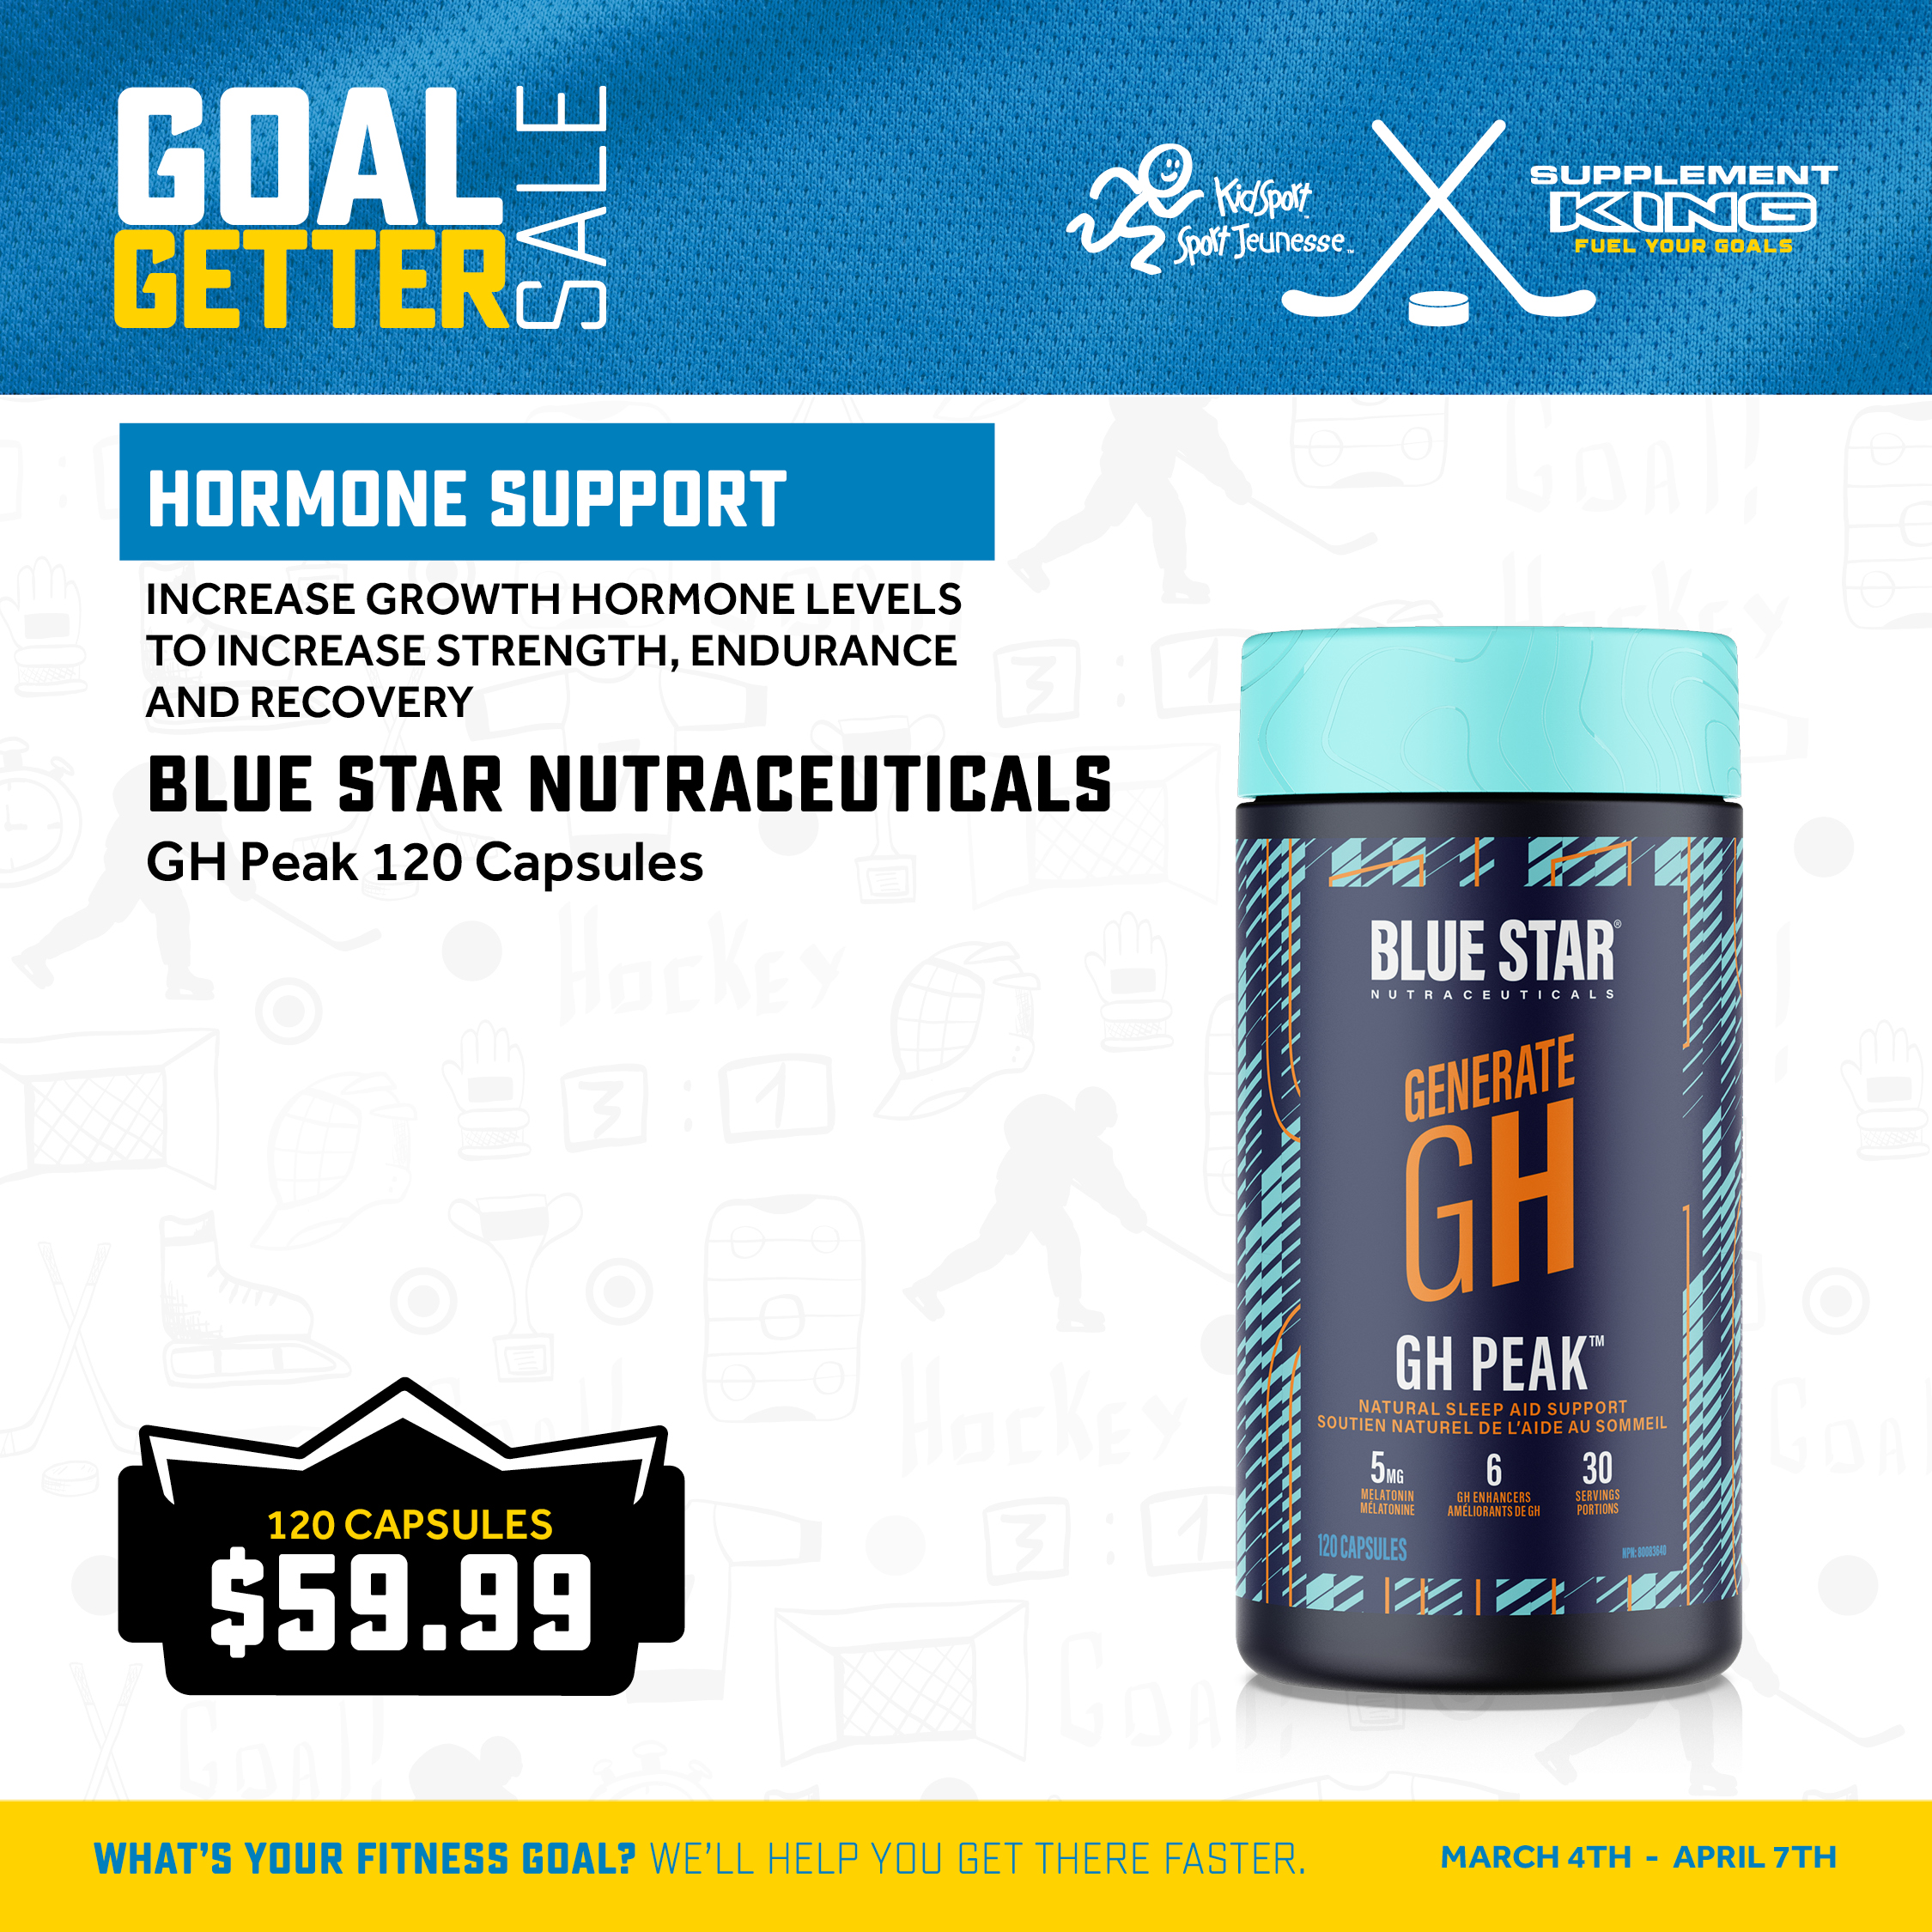 GOAL
GETTER
SALE
KidSport™
Sport Jeunesse™
SUPPLEMENT
KING
FUEL YOUR GOALS
HORMONE SUPPORT
INCREASE GROWTH HORMONE LEVELS
TO INCREASE STRENGTH, ENDURANCE
AND RECOVERY
BLUE STAR NUTRACEUTICALS
GH Peak 120 Capsules
BLUE STAR®
NUTRACEUTICALS
GENERATE
GH
GH PEAK™
NATURAL SLEEP AID SUPPORT
SOUTIEN NATUREL DE L'AIDE AU SOMMEIL
5MG
MELATONIN
MÉLATONINE
6
GH ENHANCERS
AMÉLIORANTS DE GH
30
SERVINGS
PORTIONS
120 CAPSULES
NPN: 80083640
120 CAPSULES
$59.99
WHAT'S YOUR FITNESS GOAL? WE'LL HELP YOU GET THERE FASTER.
MARCH 4TH - APRIL 7TH